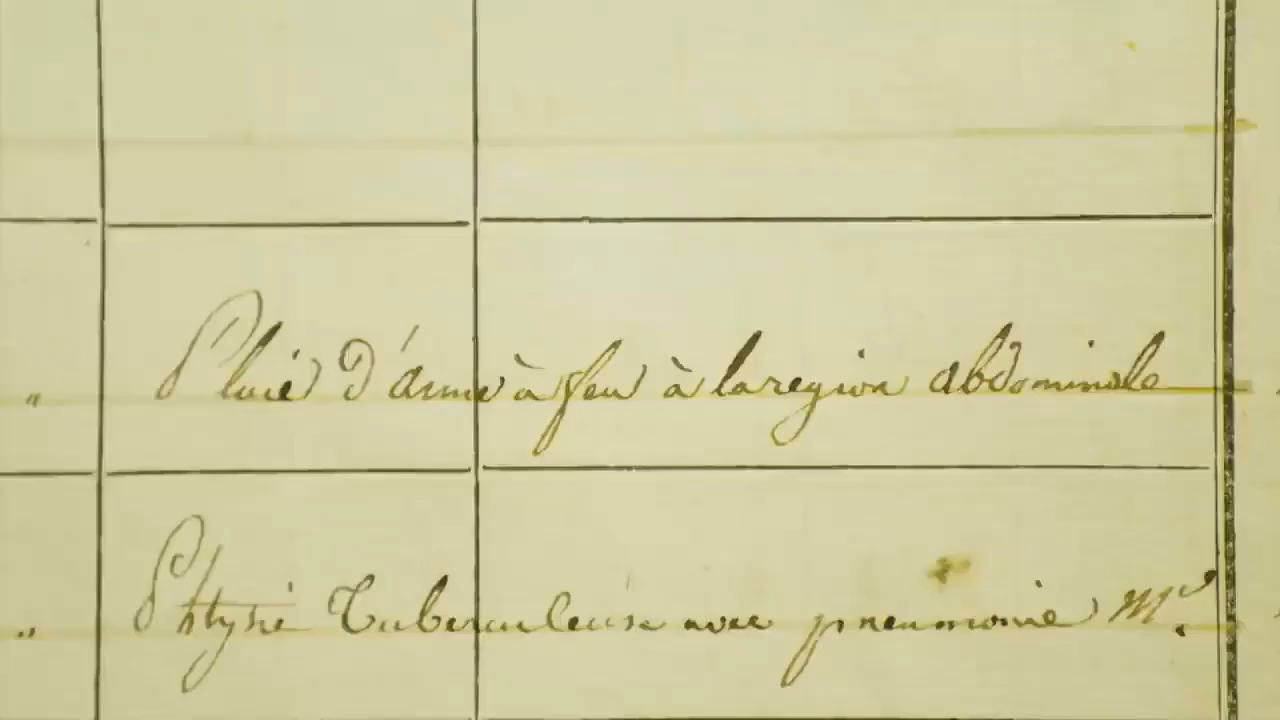 " Plaie d'arme à feu à la region abdominale
" Phtysie Tuberculeuse avec pneumonie